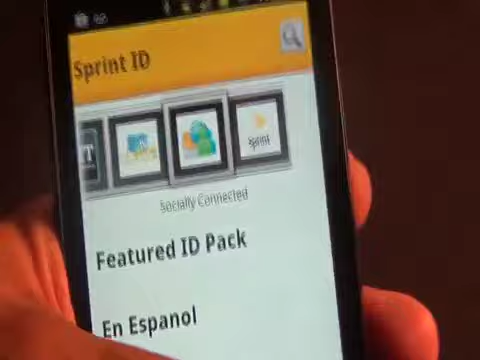 Sprint ID
T
Sprint
Socially Connected
Featured ID Pack
En Espanol